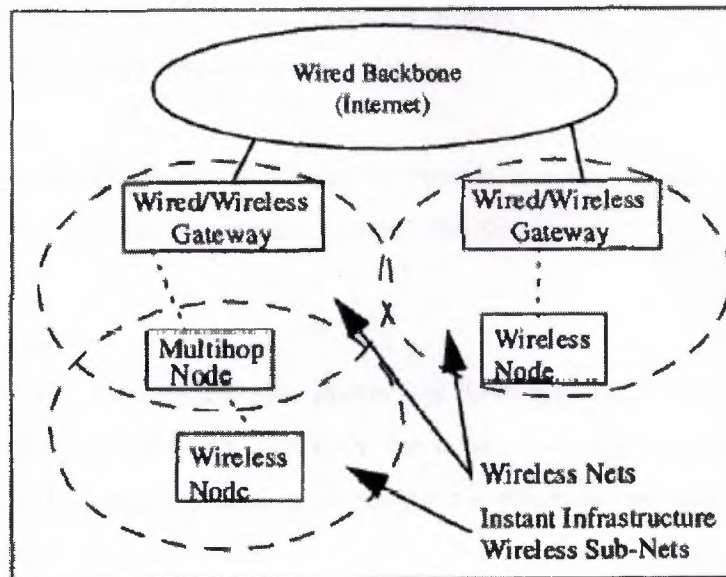 Wired Backbone
(Internet)
Wired/Wireless
Gateway
Wired/Wireless
Gateway
Multihop
Node
Wireless
Node
Wireless
Node
Wireless Nets
Instant Infrastructure
Wireless Sub-Nets